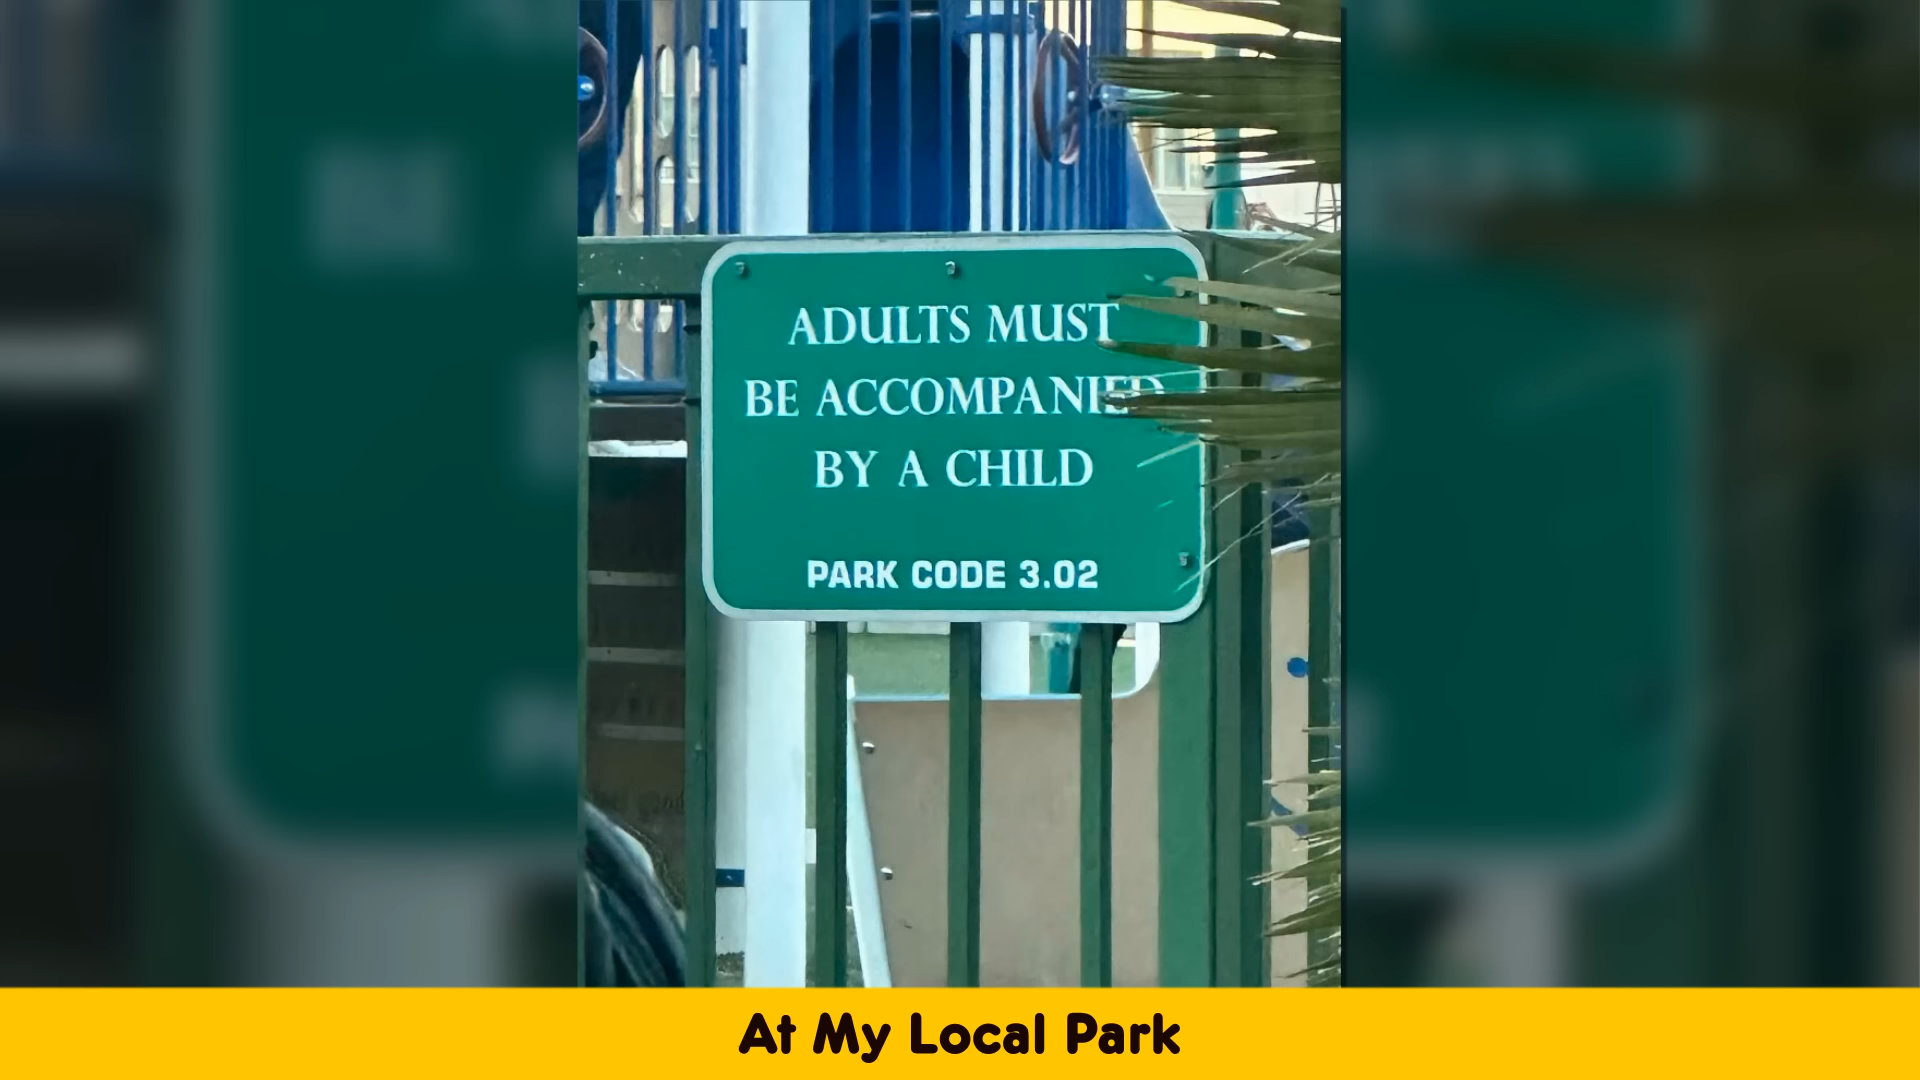 ADULTS MUST
BE ACCOMPANIED
BY A CHILD
PARK CODE 3.02
At My Local Park